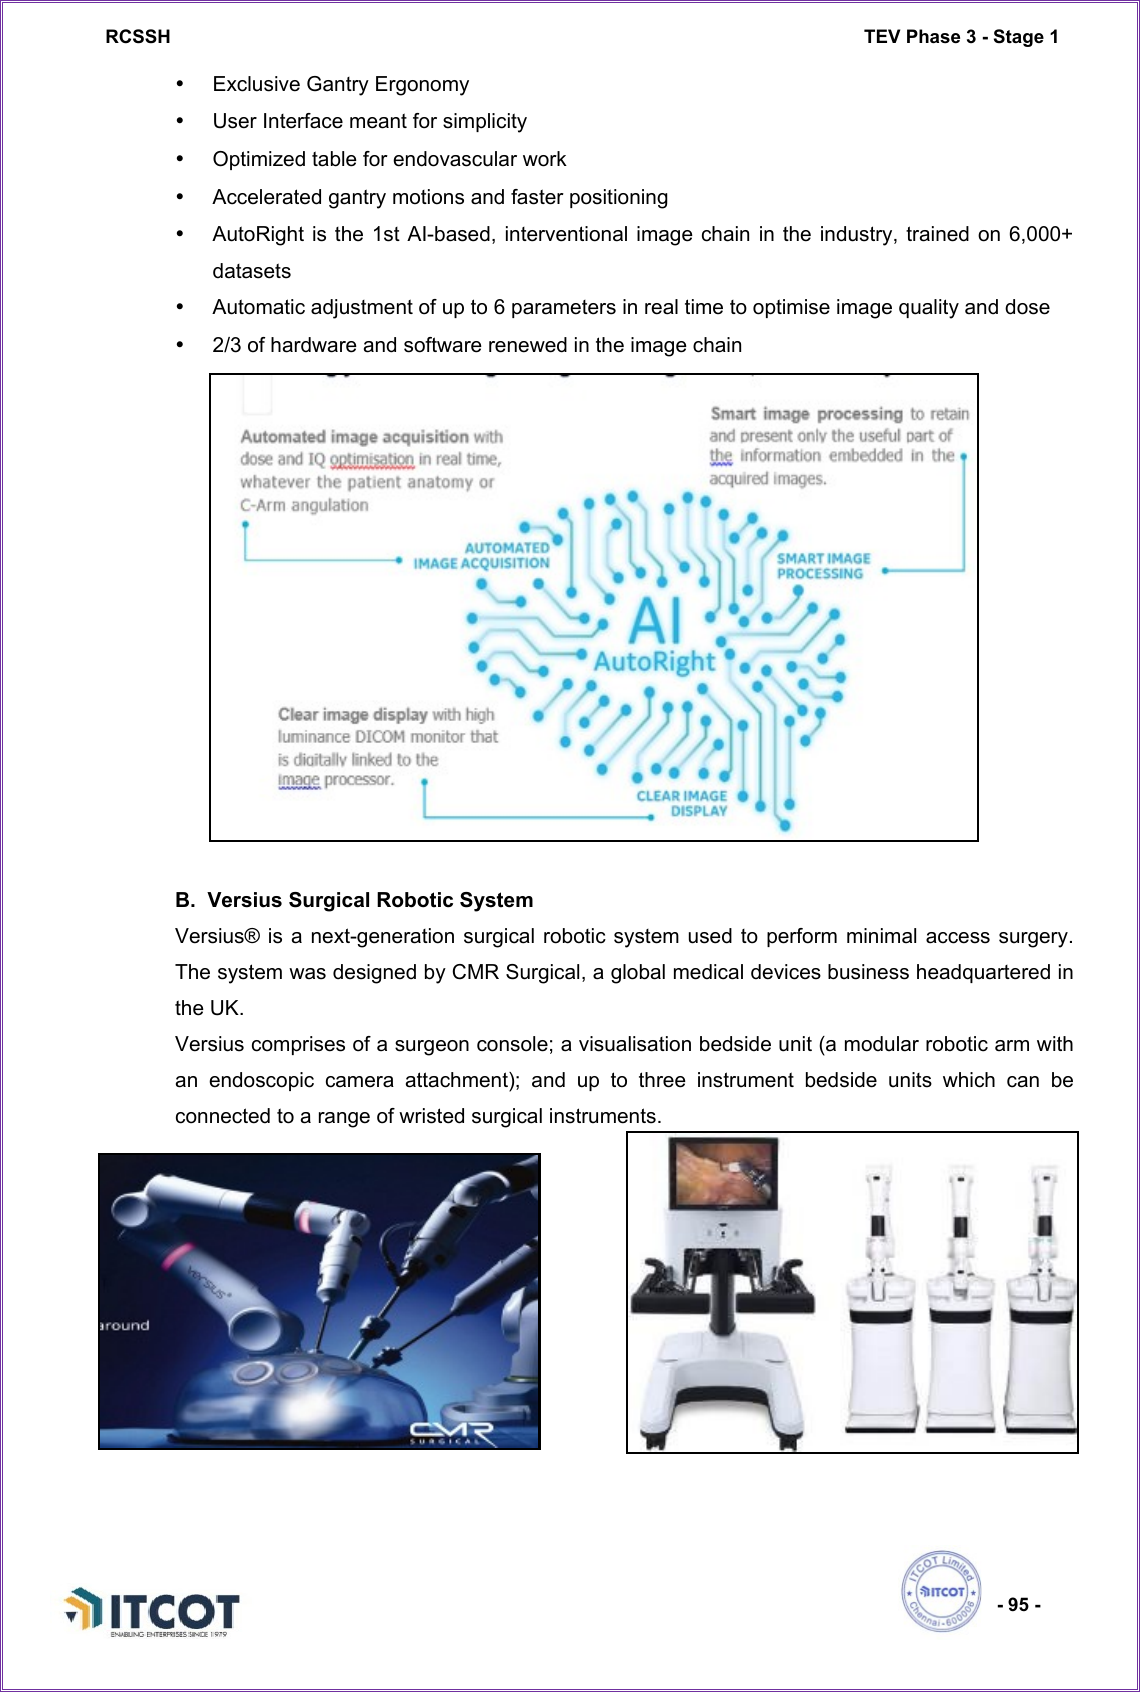 RCSSH TEV Phase 3 - Stage 1
• Exclusive Gantry Ergonomy
• User Interface meant for simplicity
• Optimized table for endovascular work
• Accelerated gantry motions and faster positioning
• AutoRight is the 1st AI-based, interventional image chain in the industry, trained on 6,000+
datasets
• Automatic adjustment of up to 6 parameters in real time to optimise image quality and dose
• 2/3 of hardware and software renewed in the image chain
Automated image acquisition with
dose and IQ optimisation in real time,
whatever the patient anatomy or
C-Arm angulation
Smart image processing to retain
and present only the useful part of
the information embedded in the
acquired images.
AUTOMATED
IMAGE ACQUISITION
SMART IMAGE
PROCESSING
AI
AutoRight
Clear image display with high
luminance DICOM monitor that
is digitally linked to the
image processor.
CLEAR IMAGE
DISPLAY
B. Versius Surgical Robotic System
Versius® is a next-generation surgical robotic system used to perform minimal access surgery.
The system was designed by CMR Surgical, a global medical devices business headquartered in
the UK.
Versius comprises of a surgeon console; a visualisation bedside unit (a modular robotic arm with
an endoscopic camera attachment); and up to three instrument bedside units which can be
connected to a range of wristed surgical instruments.
versius®
around
CMR
SURGICAL
ITCOT
ENABLING ENTERPRISES SINCE 1979
ITCOT Limited
ITCOT
Chennai-600006
- 95 -